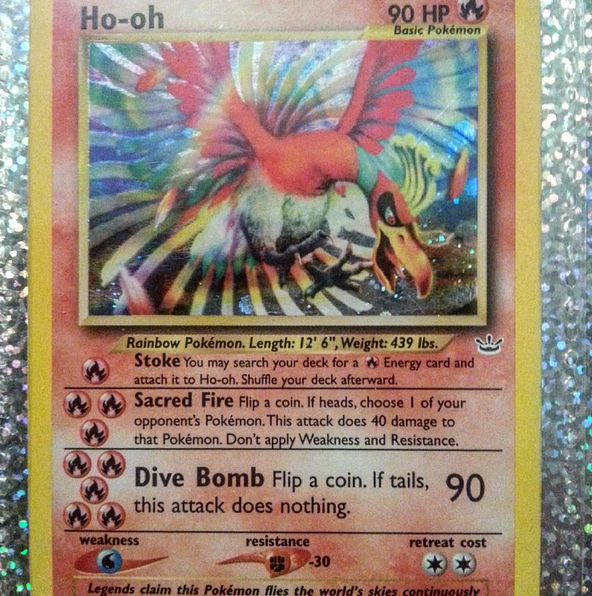 Ho-oh
90 HP
Basic Pokémon
Rainbow Pokémon. Length: 12' 6", Weight: 439 lbs.
Stoke You may search your deck for a Energy card and
attach it to Ho-oh. Shuffle your deck afterward.
Sacred Fire Flip a coin. If heads, choose 1 of your
opponent's Pokémon. This attack does 40 damage to
that Pokémon. Don't apply Weakness and Resistance.
Dive Bomb Flip a coin. If tails, 90
this attack does nothing.
weakness resistance retreat cost
-30
Legends claim this Pokémon flies the world's skies continuously